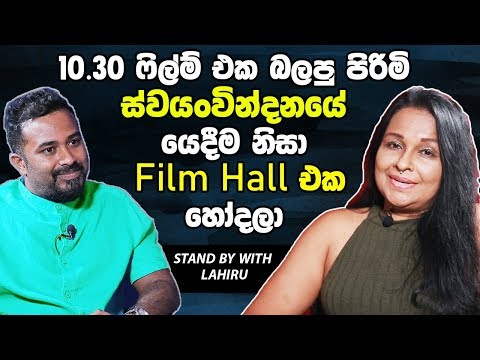 10.30 ෆිල්ම් එක බලපු පිරිමි
ස්වයංවින්දනයේ
යෙදීම නිසා
Film Hall එක
හෝදලා
STAND BY WITH
LAHIRU